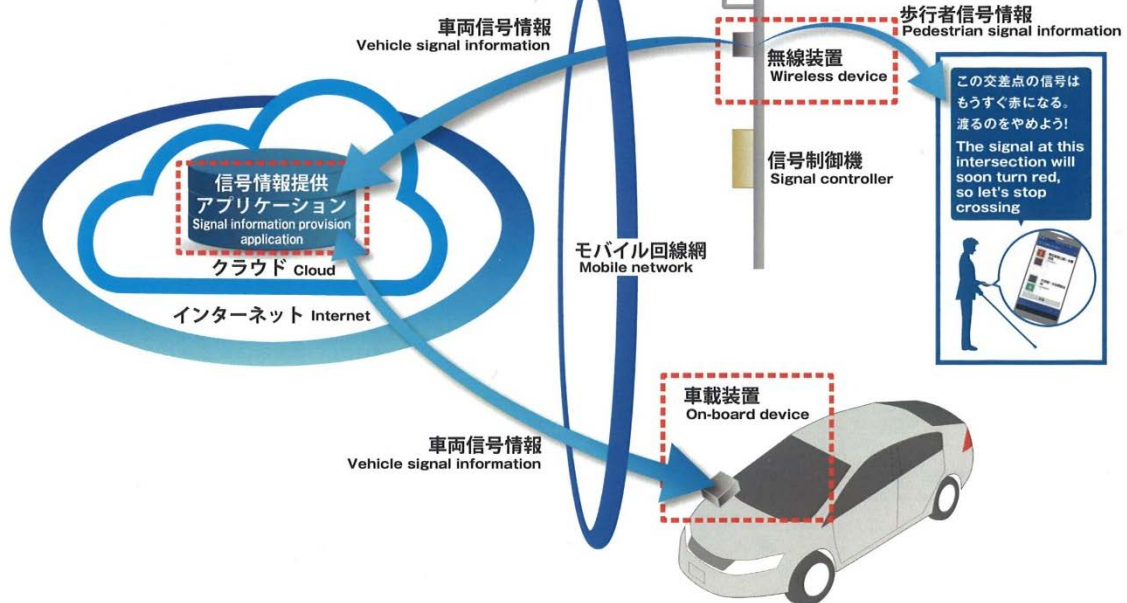 車両信号情報
Vehicle signal information
歩行者信号情報
Pedestrian signal information
無線装置
Wireless device
この交差点の信号は
もうすぐ赤になる。
渡るのをやめよう!
The signal at this
intersection will
soon turn red,
so let's stop
crossing
信号制御機
Signal controller
信号情報提供
アプリケーション
Signal information provision
application
クラウド Cloud
インターネット Internet
モバイル回線網
Mobile network
車載装置
On-board device
車両信号情報
Vehicle signal information